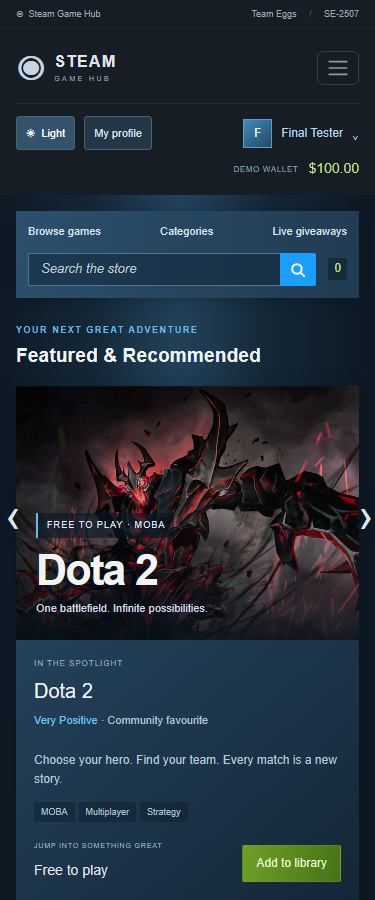 Steam Game Hub
Team Eggs / SE-2507
STEAM
GAME HUB
Light
My profile
F
Final Tester
DEMO WALLET $100.00
Browse games
Categories
Live giveaways
Search the store
0
YOUR NEXT GREAT ADVENTURE
Featured & Recommended
FREE TO PLAY · MOBA
Dota 2
One battlefield. Infinite possibilities.
IN THE SPOTLIGHT
Dota 2
Very Positive · Community favourite
Choose your hero. Find your team. Every match is a new
story.
MOBA
Multiplayer
Strategy
JUMP INTO SOMETHING GREAT
Free to play
Add to library